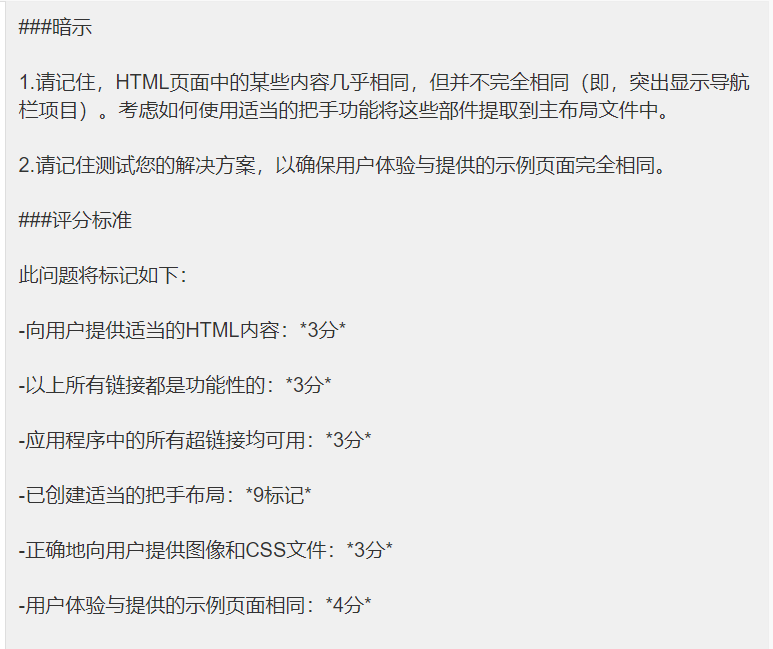 ###暗示
1.请记住，HTML页面中的某些内容几乎相同，但并不完全相同（即，突出显示导航
栏项目）。考虑如何使用适当的把手功能将这些部件提取到主布局文件中。
2.请记住测试您的解决方案，以确保用户体验与提供的示例页面完全相同。
###评分标准
此问题将标记如下：
-向用户提供适当的HTML内容：*3分*
-以上所有链接都是功能性的：*3分*
-应用程序中的所有超链接均可用：*3分*
-已创建适当的把手布局：*9标记*
-正确地向用户提供图像和CSS文件：*3分*
-用户体验与提供的示例页面相同：*4分*